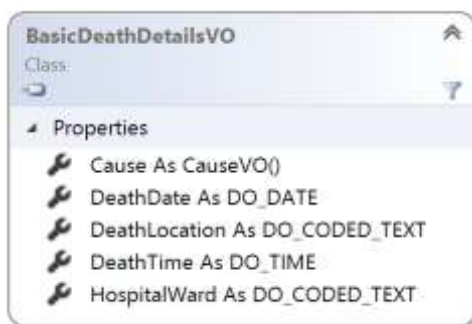 BasicDeathDetailsVO
Class
Properties
Cause As CauseVO()
DeathDate As DO_DATE
DeathLocation As DO_CODED_TEXT
DeathTime As DO_TIME
HospitalWard As DO_CODED_TEXT